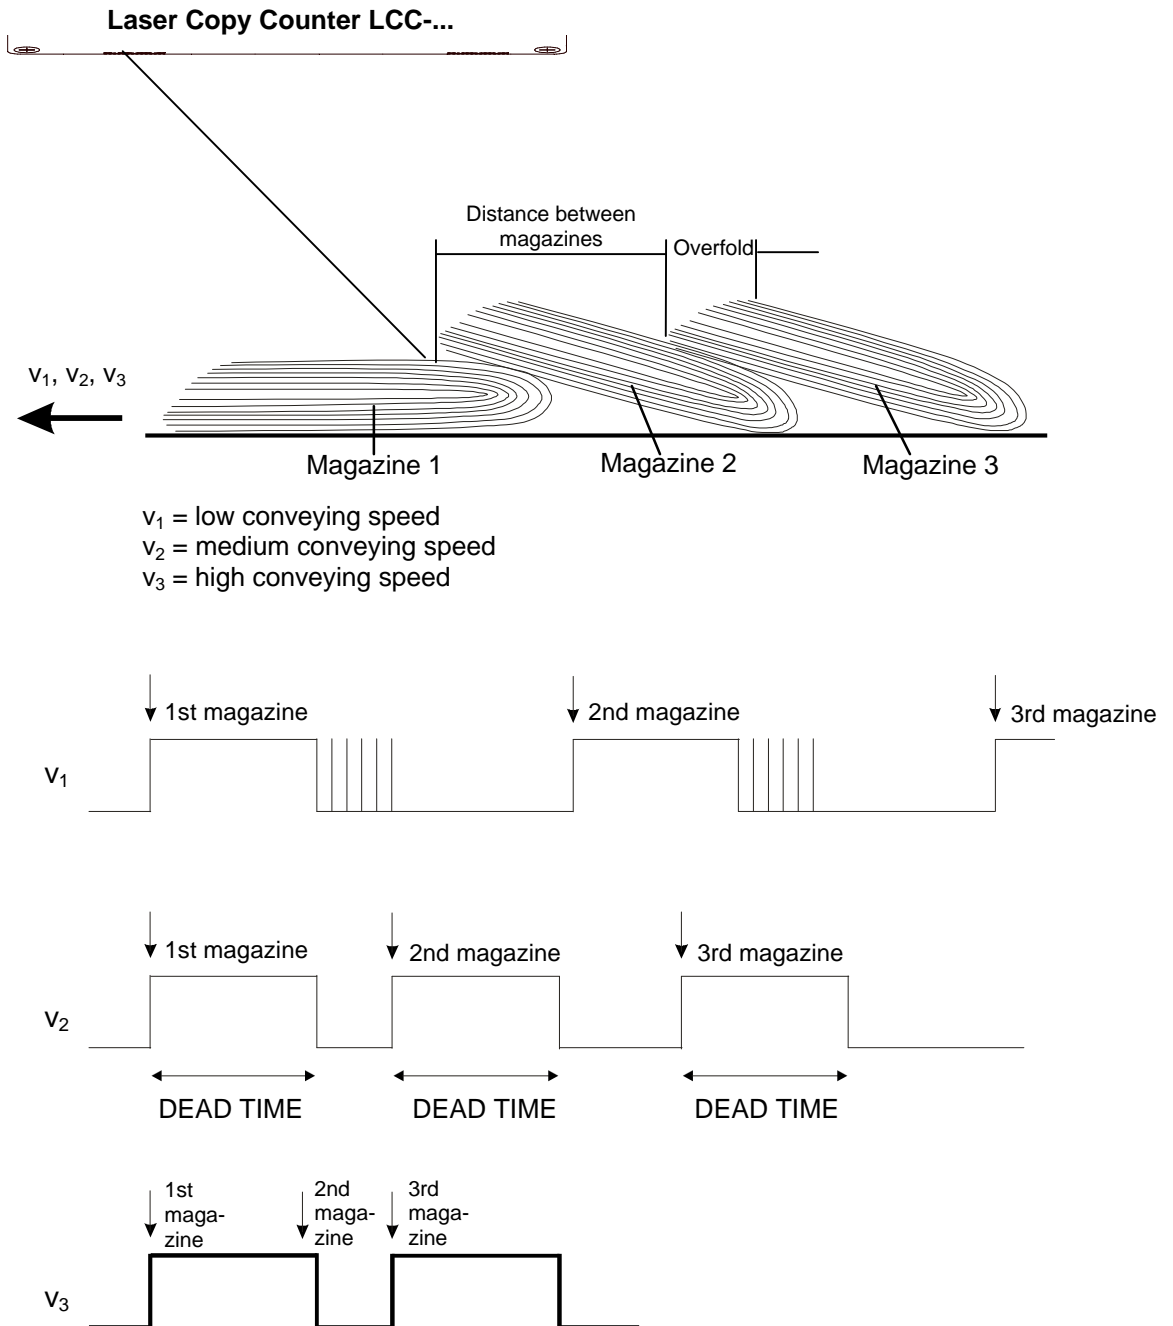 Laser Copy Counter LCC-...
Distance between
magazines
Overfold
v₁, v₂, v₃
Magazine 1
Magazine 2
Magazine 3
v₁ = low conveying speed
v₂ = medium conveying speed
v₃ = high conveying speed
1st magazine
2nd magazine
3rd magazine
v₁
1st magazine
2nd magazine
3rd magazine
v₂
DEAD TIME
DEAD TIME
DEAD TIME
1st
maga-
zine
2nd
maga-
zine
3rd
maga-
zine
v₃